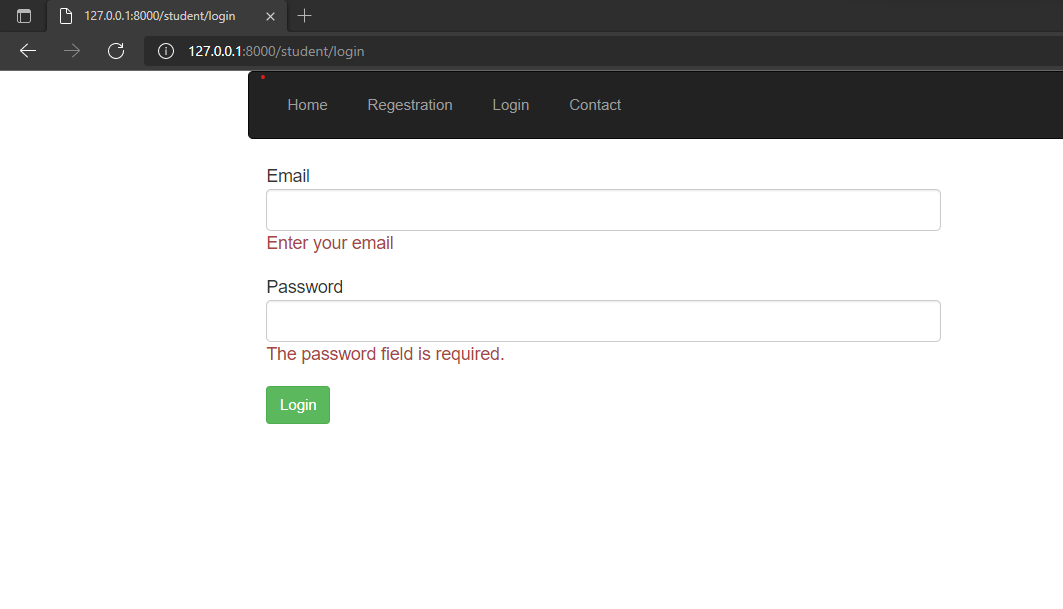 127.0.0.1:8000/student/login
127.0.0.1:8000/student/login
Home Regestration Login Contact
Email
Enter your email
Password
The password field is required.
Login